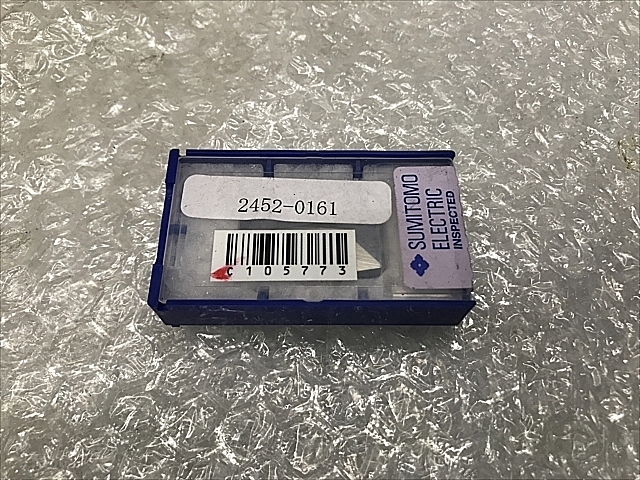 2452-0161
C105773
SUMITOMO
ELECTRIC
INSPECTED